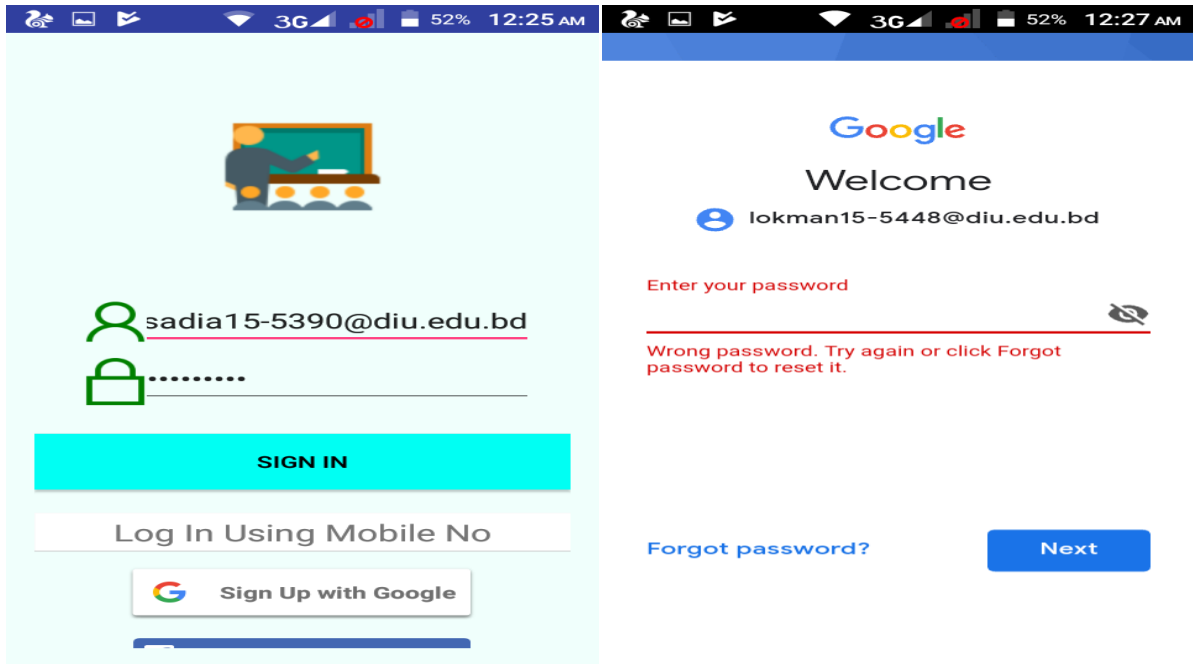 3G 52% 12:25 AM
sadia15-5390@diu.edu.bd
•••••••••
SIGN IN
Log In Using Mobile No
G Sign Up with Google
3G 52% 12:27 AM
Google
Welcome
lokman15-5448@diu.edu.bd
Enter your password
Wrong password. Try again or click Forgot
password to reset it.
Forgot password? Next